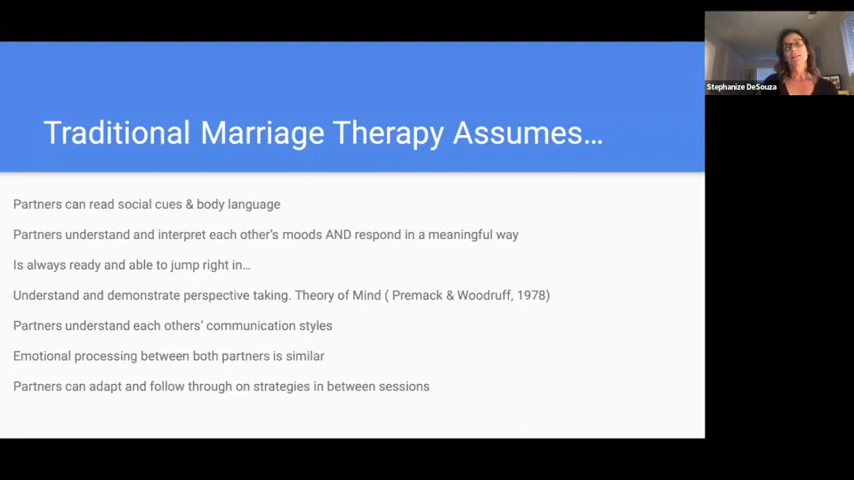 Traditional Marriage Therapy Assumes...
Stephanize DeSouza
Partners can read social cues & body language
Partners understand and interpret each other's moods AND respond in a meaningful way
Is always ready and able to jump right in...
Understand and demonstrate perspective taking. Theory of Mind ( Premack & Woodruff, 1978)
Partners understand each others' communication styles
Emotional processing between both partners is similar
Partners can adapt and follow through on strategies in between sessions